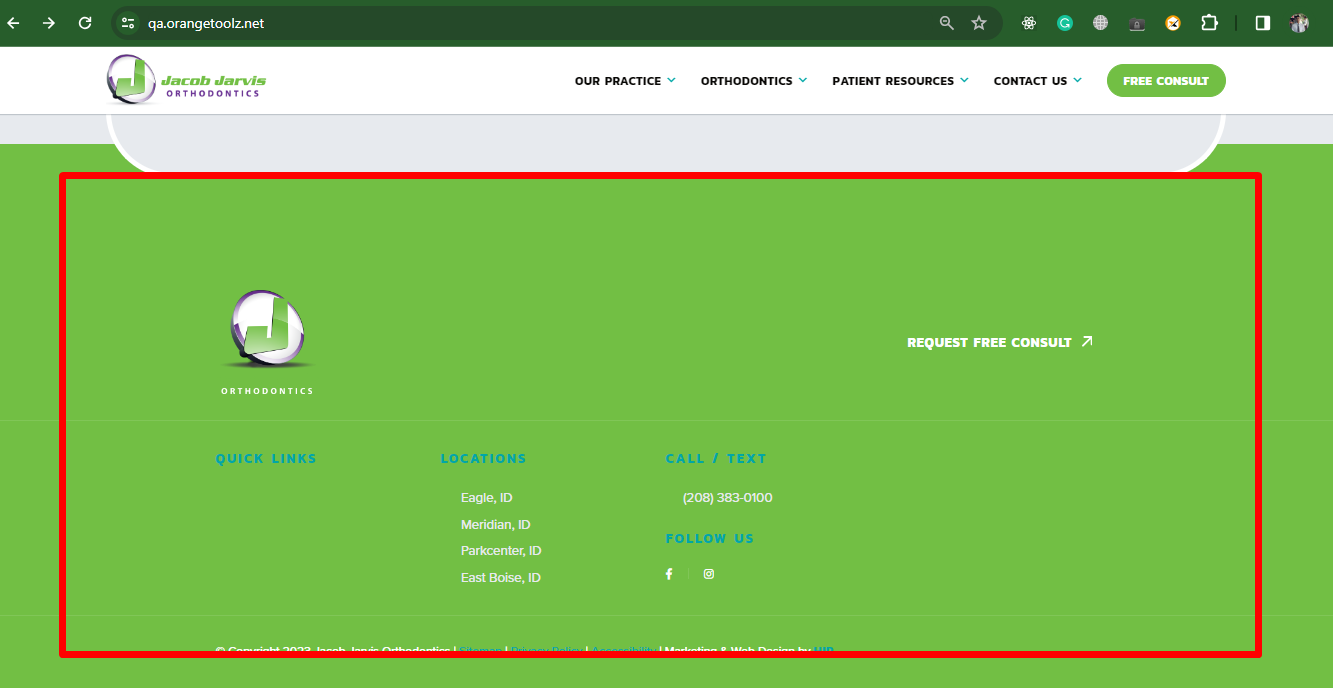 qa.orangetoolz.net
Jacob Jarvis
ORTHODONTICS
OUR PRACTICE ORTHODONTICS PATIENT RESOURCES CONTACT US FREE CONSULT
REQUEST FREE CONSULT
ORTHODONTICS
QUICK LINKS
LOCATIONS
Eagle, ID
Meridian, ID
Parkcenter, ID
East Boise, ID
CALL / TEXT
(208) 383-0100
FOLLOW US
© Copyright 2023 Jacob Jarvis Orthodontics | Sitemap | Privacy Policy | Accessibility | Marketing & Web Design by